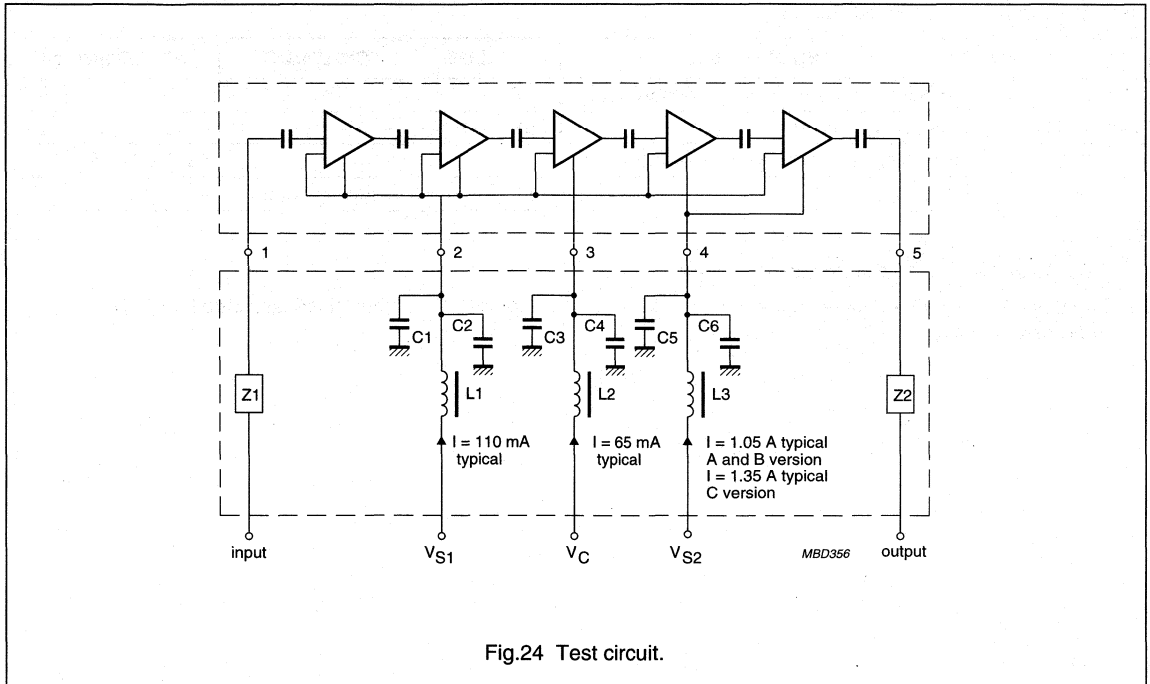 1
2
3
4
5
C1
C2
C3
C4
C5
C6
Z1
L1
L2
L3
Z2
I = 110 mA
typical
I = 65 mA
typical
I = 1.05 A typical
A and B version
I = 1.35 A typical
C version
input
VS1
VC
VS2
MBD356
output
Fig.24 Test circuit.